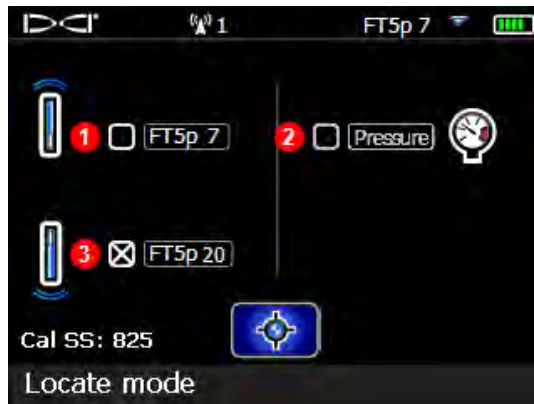 DCI 1 FT5p 7
1 FT5p 7 2 Pressure
3 FT5p 20
Cal SS: 825
Locate mode